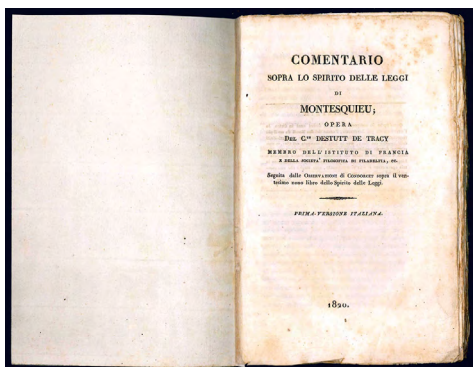 COMENTARIO
SOPRA LO SPIRITO DELLE LEGGI
DI
MONTESQUIEU;
OPERA
DEL C.te DESTUTT DE TRACY
MEMBRO DELL'ISTITUTO DI FRANCIA
E DELLA SOCIETA' FILOSOFICA DI FILADELFIA, EC.
Seguita dalle OSSERVAZIONI di CONDORCET sopra il ven-
tesimo nono libro dello Spirito delle Leggi.
PRIMA VERSIONE ITALIANA.
1820.